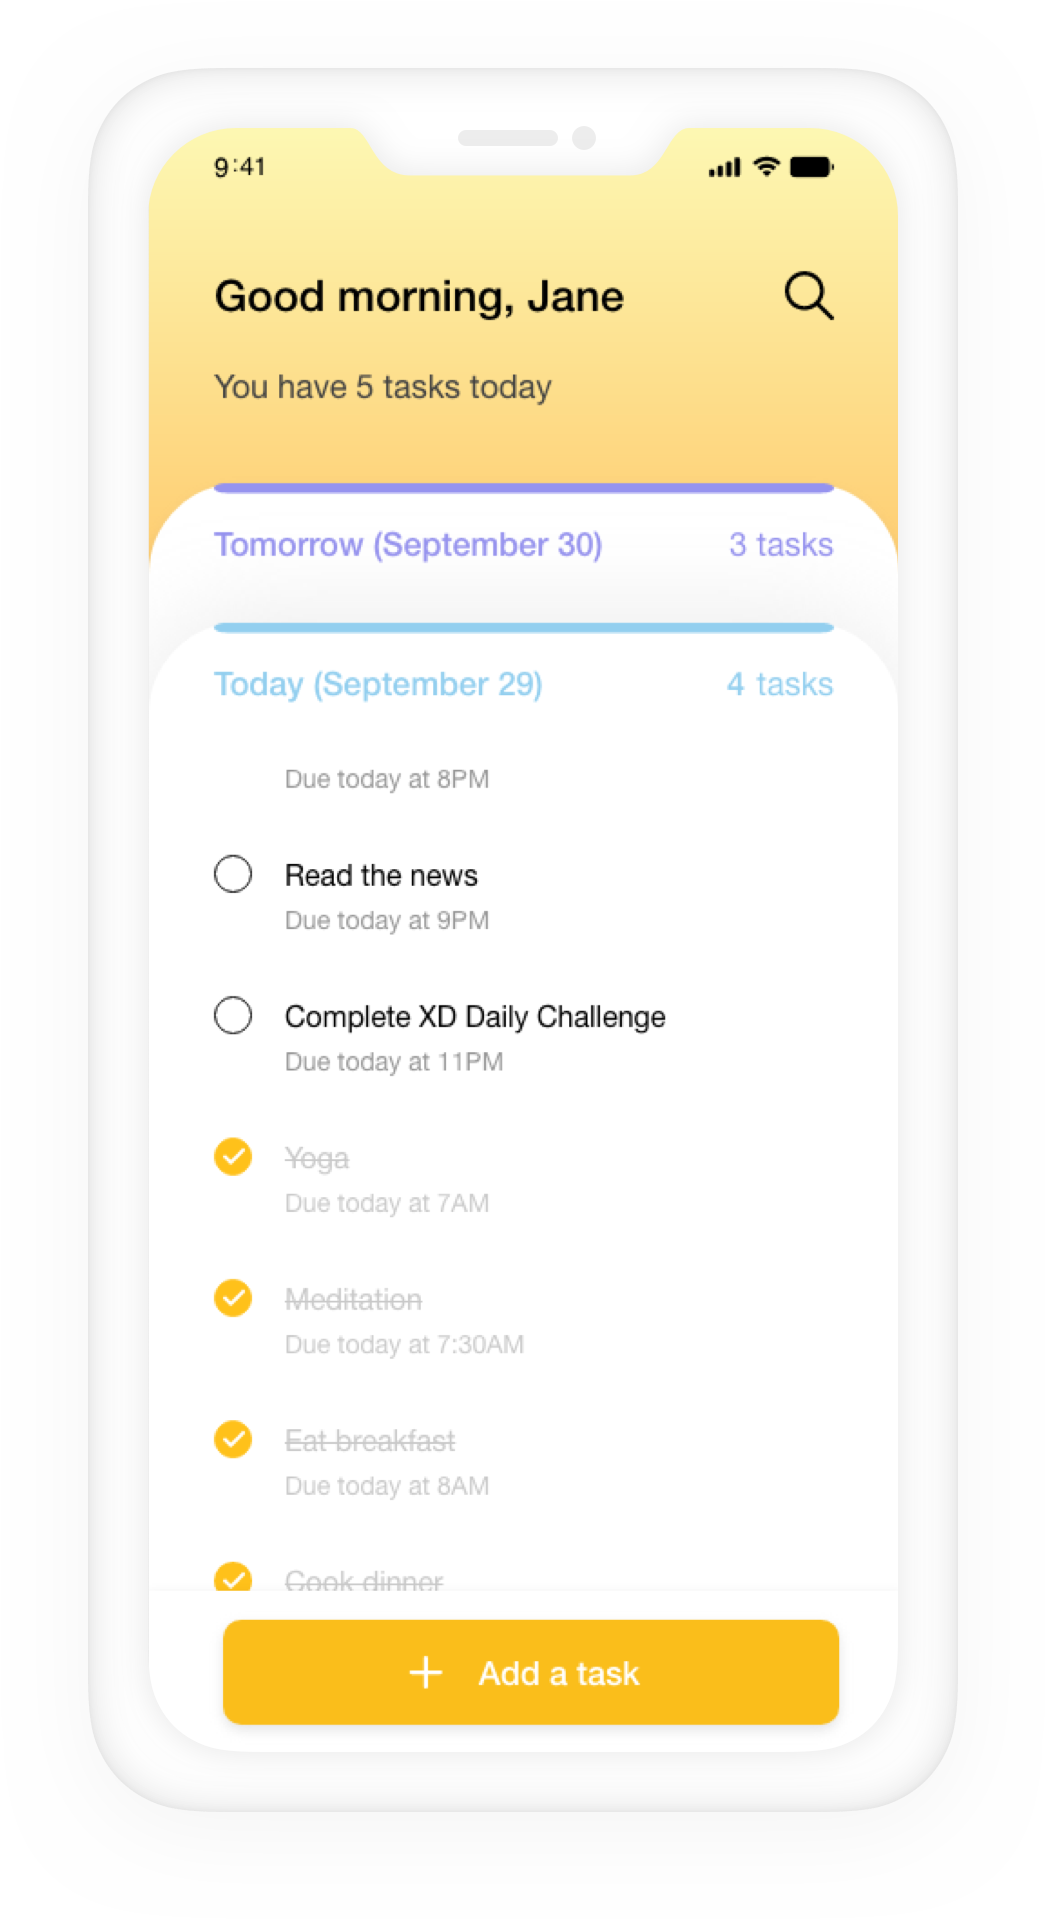 9:41
Good morning, Jane
You have 5 tasks today
Tomorrow (September 30) 3 tasks
Today (September 29) 4 tasks
Due today at 8PM
Read the news
Due today at 9PM
Complete XD Daily Challenge
Due today at 11PM
Yoga
Due today at 7AM
Meditation
Due today at 7:30AM
Eat breakfast
Due today at 8AM
Cook dinner
Add a task